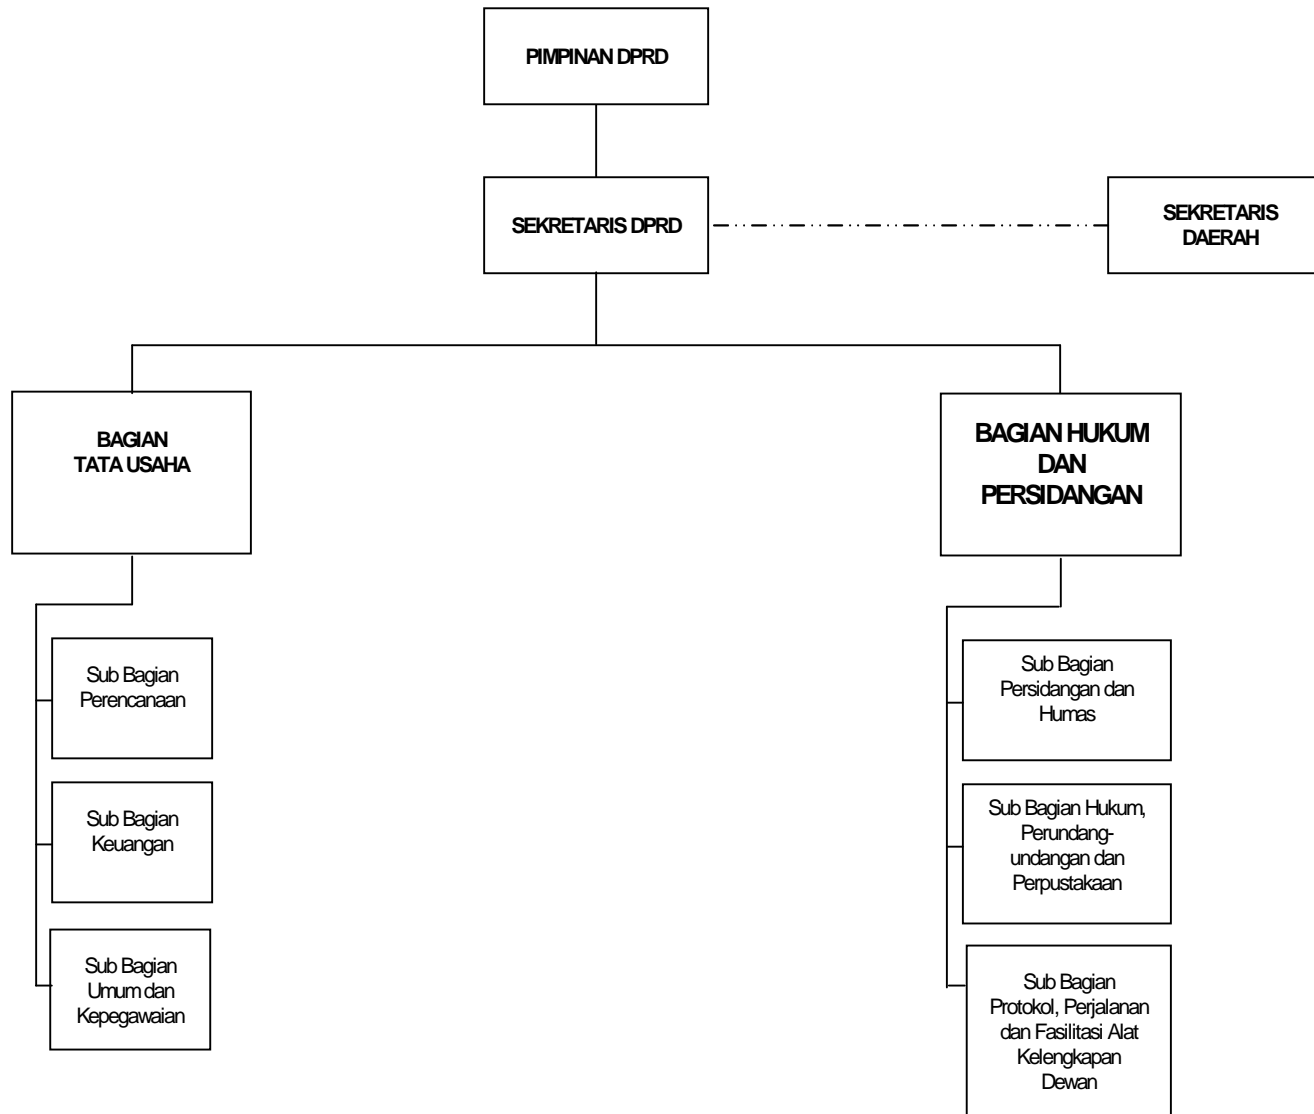 PIMPINAN DPRD
SEKRETARIS DPRD
SEKRETARIS
DAERAH
BAGIAN
TATA USAHA
BAGIAN HUKUM
DAN
PERSIDANGAN
Sub Bagian
Perencanaan
Sub Bagian
Keuangan
Sub Bagian
Umum dan
Kepegawaian
Sub Bagian
Persidangan dan
Humas
Sub Bagian Hukum,
Perundang-
undangan dan
Perpustakaan
Sub Bagian
Protokol, Perjalanan
dan Fasilitasi Alat
Kelengkapan
Dewan